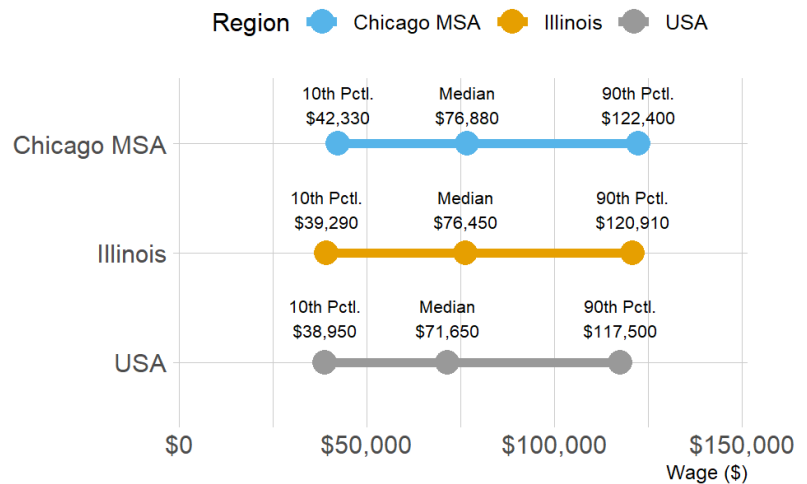 Region Chicago MSA Illinois USA
10th Pctl. Median 90th Pctl.
$42,330 $76,880 $122,400
Chicago MSA
10th Pctl. Median 90th Pctl.
$39,290 $76,450 $120,910
Illinois
10th Pctl. Median 90th Pctl.
$38,950 $71,650 $117,500
USA
$0 $50,000 $100,000 $150,000
Wage ($)